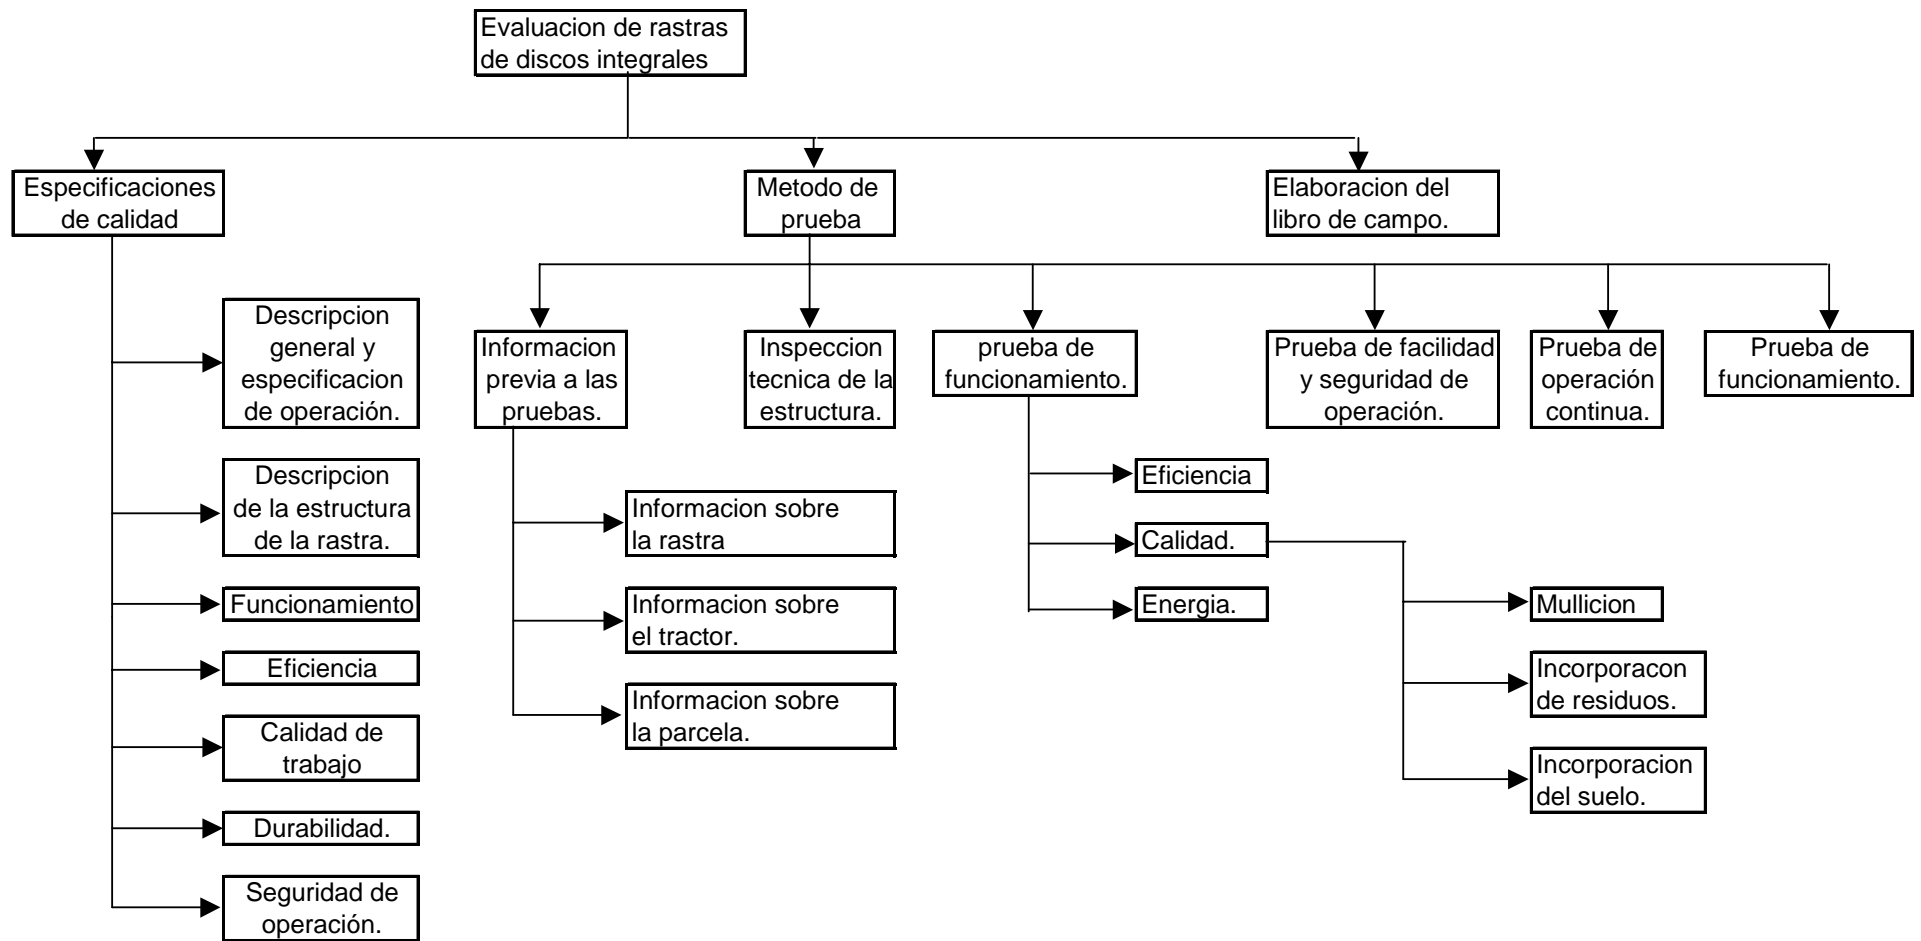 Evaluacion de rastras
de discos integrales
Especificaciones
de calidad
Metodo de
prueba
Elaboracion del
libro de campo.
Descripcion
general y
especificacion
de operación.
Descripcion
de la estructura
de la rastra.
Funcionamiento
Eficiencia
Calidad de
trabajo
Durabilidad.
Seguridad de
operación.
Informacion
previa a las
pruebas.
Inspeccion
tecnica de la
estructura.
prueba de
funcionamiento.
Prueba de facilidad
y seguridad de
operación.
Prueba de
operación
continua.
Prueba de
funcionamiento.
Informacion sobre
la rastra
Informacion sobre
el tractor.
Informacion sobre
la parcela.
Eficiencia
Calidad.
Energia.
Mullicion
Incorporacon
de residuos.
Incorporacion
del suelo.